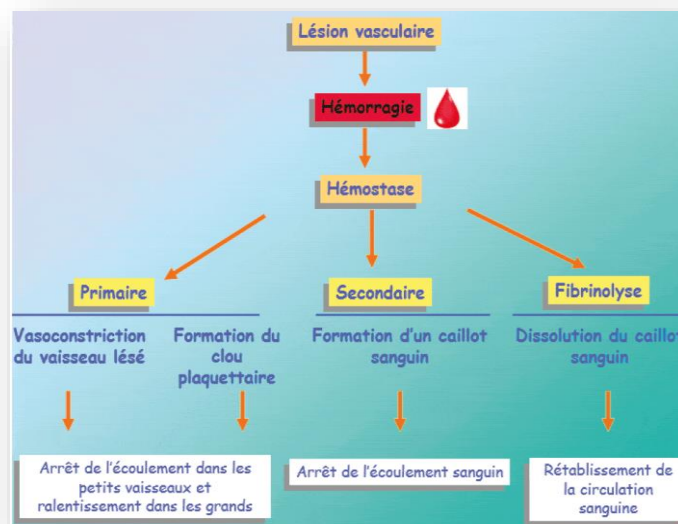 Lésion vasculaire
Hémorragie
Hémostase
Primaire
Secondaire
Fibrinolyse
Vasoconstriction
du vaisseau lésé
Formation du
clou
plaquettaire
Formation d'un caillot
sanguin
Dissolution du caillot
sanguin
Arrêt de l'écoulement dans les
petits vaisseaux et
ralentissement dans les grands
Arrêt de l'écoulement sanguin
Rétablissement de
la circulation
sanguine